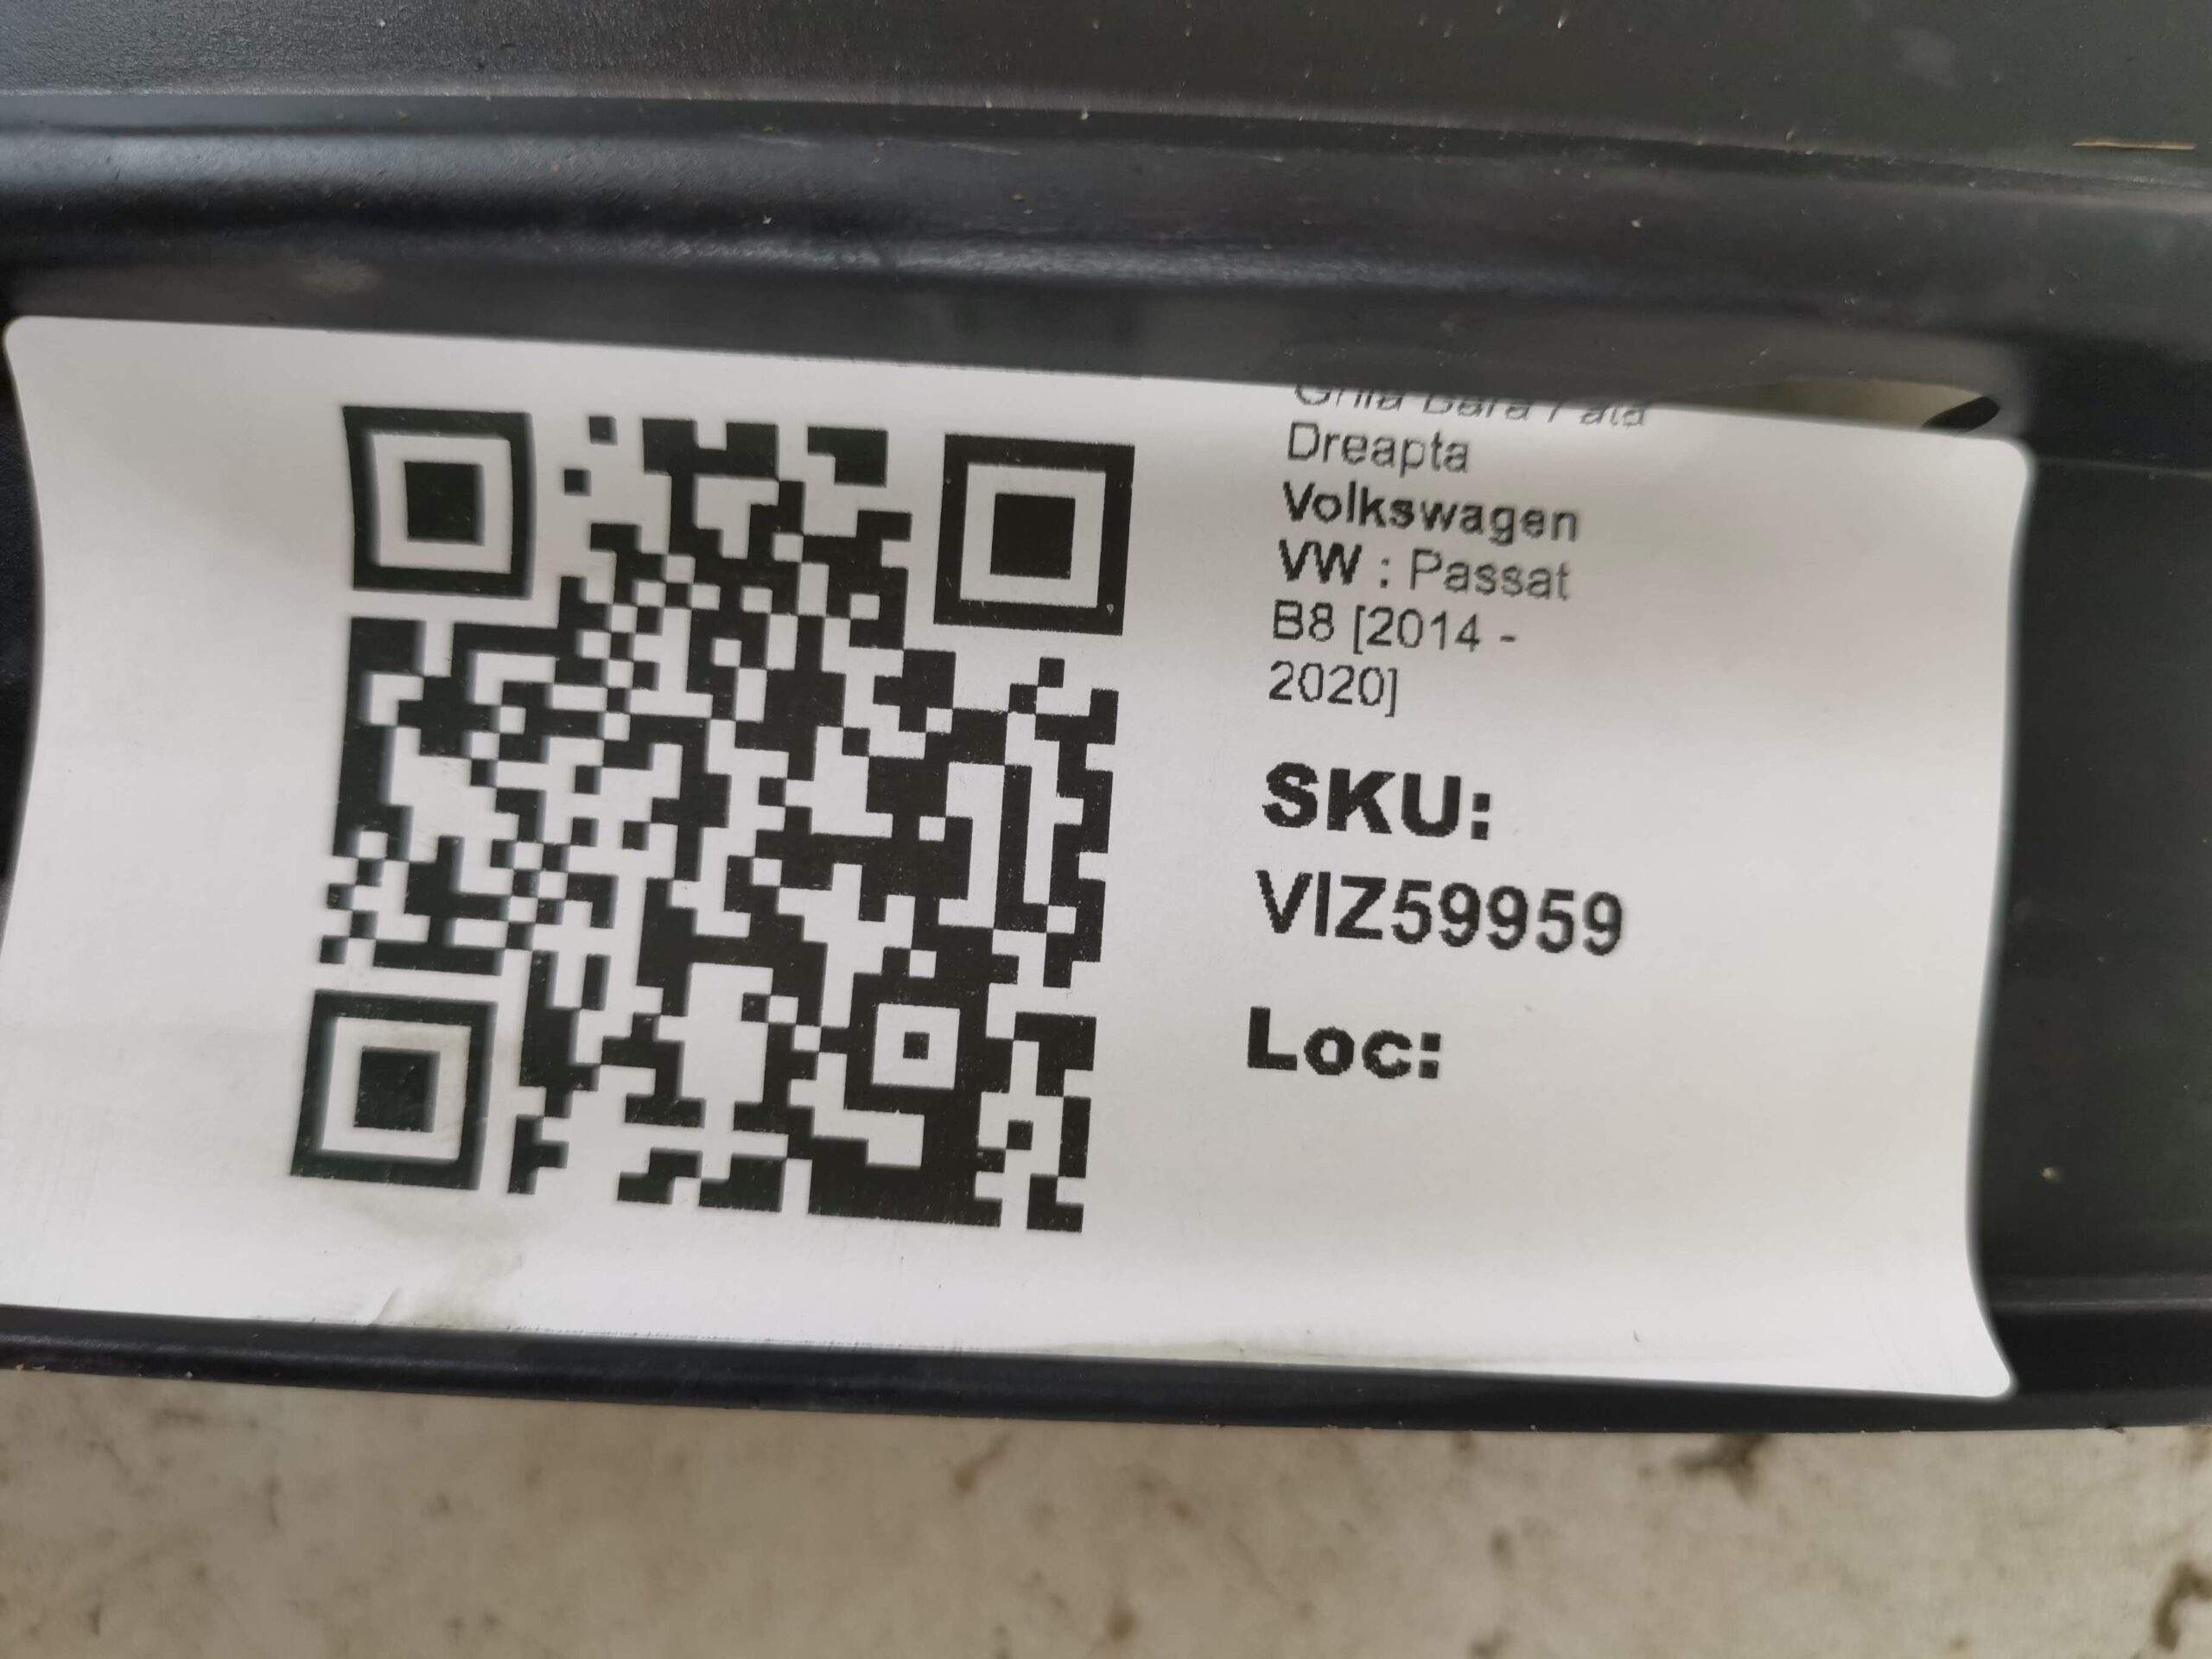 Dreapta
Volkswagen
VW : Passat
B8 [2014 -
2020]
SKU:
VIZ59959
Loc: